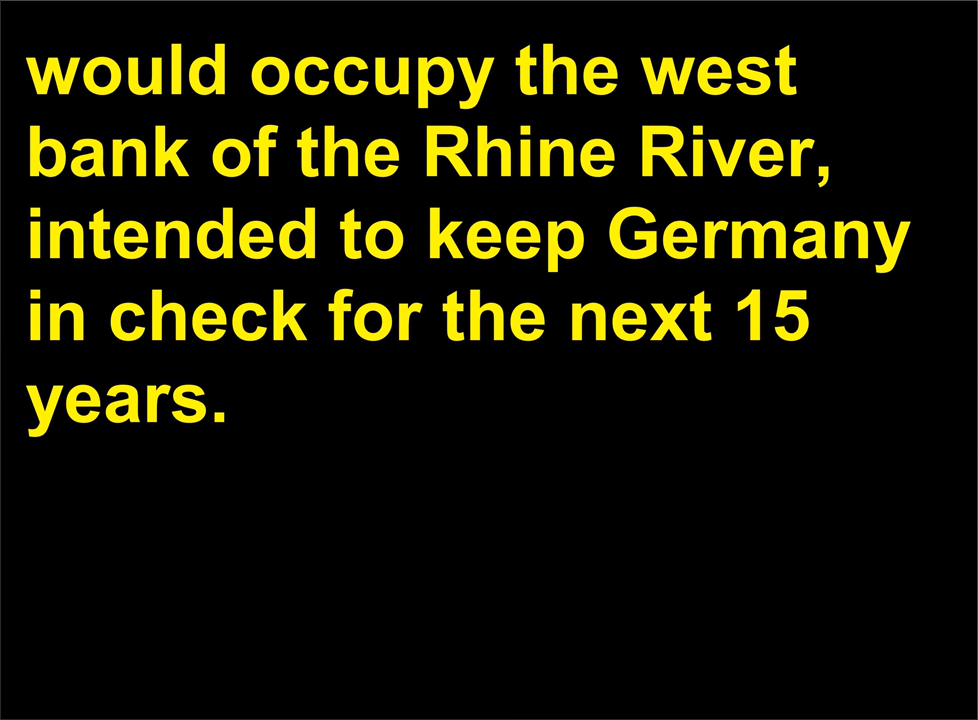 would occupy the west
bank of the Rhine River,
intended to keep Germany
in check for the next 15
years.